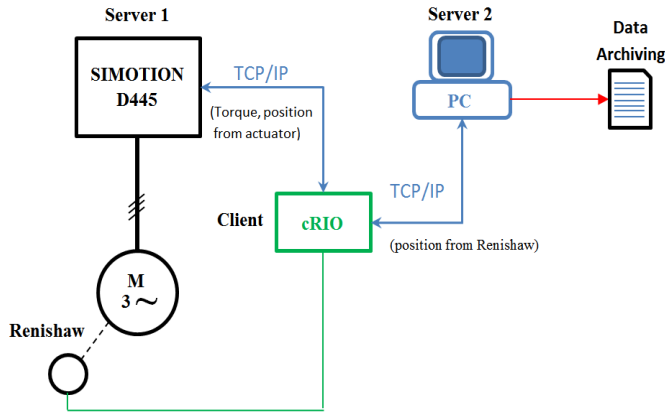 Server 1
SIMOTION
D445
TCP/IP
(Torque, position
from actuator)
Server 2
PC
Data
Archiving
TCP/IP
Client
cRIO
(position from Renishaw)
M
3 ~
Renishaw